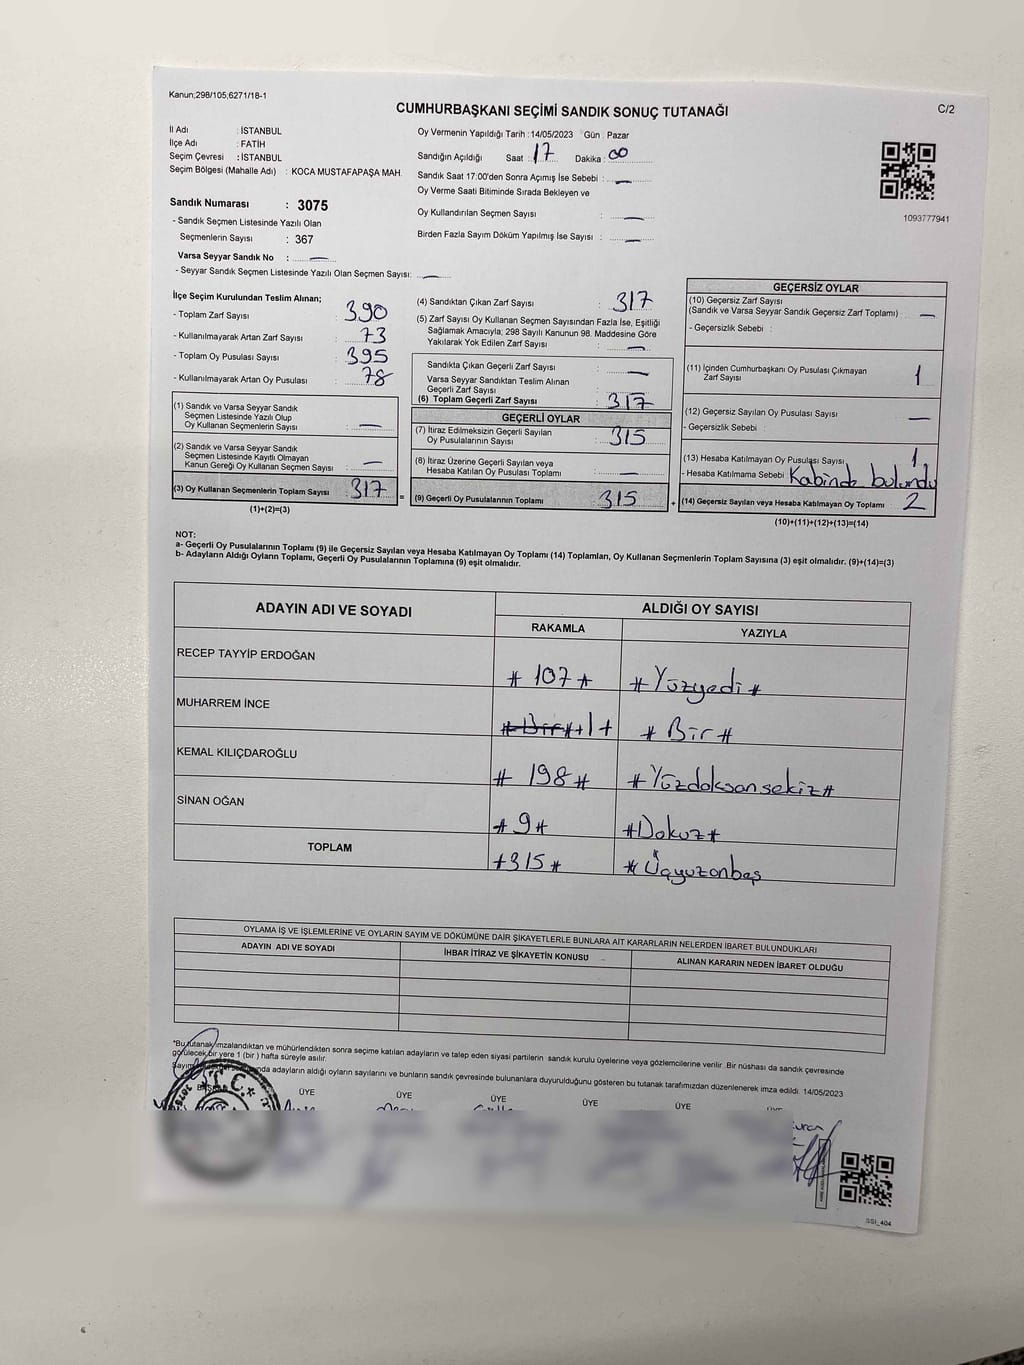 Kanun;298/105,6271/18-1
CUMHURBAŞKANI SEÇİMİ SANDIK SONUÇ TUTANAĞI
C/2
İl Adı : İSTANBUL
İlçe Adı : FATİH
Seçim Çevresi : İSTANBUL
Seçim Bölgesi (Mahalle Adı) : KOCA MUSTAFAPAŞA MAH.
Oy Vermenin Yapıldığı Tarih : 14/05/2023 Gün : Pazar
Sandığın Açıldığı Saat : 17 Dakika : 00
Sandık Saat 17:00'den Sonra Açımış İse Sebebi : —
Oy Verme Saati Bitiminde Sırada Bekleyen ve
Oy Kullandırılan Seçmen Sayısı : —
Birden Fazla Sayım Döküm Yapılmış İse Sayısı : —
1093777941
Sandık Numarası : 3075
- Sandık Seçmen Listesinde Yazılı Olan
Seçmenlerin Sayısı : 367
Varsa Seyyar Sandık No : —
- Seyyar Sandık Seçmen Listesinde Yazılı Olan Seçmen Sayısı: —
İlçe Seçim Kurulundan Teslim Alınan;
- Toplam Zarf Sayısı : 390
- Kullanılmayarak Artan Zarf Sayısı : 73
- Toplam Oy Pusulası Sayısı : 395
- Kullanılmayarak Artan Oy Pusulası : 78
(1) Sandık ve Varsa Seyyar Sandık
Seçmen Listesinde Yazılı Olup
Oy Kullanan Seçmenlerin Sayısı : —
(2) Sandık ve Varsa Seyyar Sandık
Seçmen Listesinde Kayıtlı Olmayan
Kanun Gereği Oy Kullanan Seçmen Sayısı : —
(3) Oy Kullanan Seçmenlerin Toplam Sayısı : 317 =
(1)+(2)=(3)
(4) Sandıktan Çıkan Zarf Sayısı : 317
(5) Zarf Sayısı Oy Kullanan Seçmen Sayısından Fazla İse, Eşitliği
Sağlamak Amacıyla; 298 Sayılı Kanunun 98. Maddesine Göre
Yakılarak Yok Edilen Zarf Sayısı : —
Sandıkta Çıkan Geçerli Zarf Sayısı : —
Varsa Seyyar Sandıktan Teslim Alınan
Geçerli Zarf Sayısı :
(6) Toplam Geçerli Zarf Sayısı : 317
GEÇERLİ OYLAR
(7) İtiraz Edilmeksizin Geçerli Sayılan
Oy Pusulalarının Sayısı : 315
(8) İtiraz Üzerine Geçerli Sayılan veya
Hesaba Katılan Oy Pusulası Toplamı : —
(9) Geçerli Oy Pusulalarının Toplamı : 315 +
GEÇERSİZ OYLAR
(10) Geçersiz Zarf Sayısı
(Sandık ve Varsa Seyyar Sandık Geçersiz Zarf Toplamı) : —
- Geçersizlik Sebebi :
(11) İçinden Cumhurbaşkanı Oy Pusulası Çıkmayan
Zarf Sayısı : 1
(12) Geçersiz Sayılan Oy Pusulası Sayısı : —
- Geçersizlik Sebebi :
(13) Hesaba Katılmayan Oy Pusulası Sayısı : 1
- Hesaba Katılmama Sebebi : Kabinde bulundu
(14) Geçersiz Sayılan veya Hesaba Katılmayan Oy Toplamı : 2
(10)+(11)+(12)+(13)=(14)
NOT:
a- Geçerli Oy Pusulalarının Toplamı (9) ile Geçersiz Sayılan veya Hesaba Katılmayan Oy Toplamı (14) Toplamları, Oy Kullanan Seçmenlerin Toplam Sayısına (3) eşit olmalıdır. (9)+(14)=(3)
b- Adayların Aldığı Oyların Toplamı, Geçerli Oy Pusulalarının Toplamına (9) eşit olmalıdır.
ADAYIN ADI VE SOYADI
ALDIĞI OY SAYISI
RAKAMLA YAZIYLA
RECEP TAYYİP ERDOĞAN # 107 # # Yüzyedi #
MUHARREM İNCE # Bir # + 1 + # Bir #
KEMAL KILIÇDAROĞLU # 198 # # Yüzdoksansekiz #
SİNAN OĞAN # 9 # # Dokuz #
TOPLAM # 315 # # Üçyüzonbeş
OYLAMA İŞ VE İŞLEMLERİNE VE OYLARIN SAYIM VE DÖKÜMÜNE DAİR ŞİKAYETLERLE BUNLARA AİT KARARLARIN NELERDEN İBARET BULUNDUKLARI
ADAYIN ADI VE SOYADI İHBAR İTİRAZ VE ŞİKAYETİN KONUSU ALINAN KARARIN NEDEN İBARET OLDUĞU
*Bu tutanak imzalandıktan ve mühürlendikten sonra seçime katılan adayların ve talep eden siyasi partilerin sandık kurulu üyelerine veya gözlemcilerine verilir. Bir nüshası da sandık çevresinde
görülecek bir yere 1 (bir ) hafta süreyle asılır.
adayların aldığı oyların sayılarını ve bunların sandık çevresinde bulunanlara duyurulduğunu gösteren bu tutanak tarafımızdan düzenlenerek imza edildi. 14/05/2023
ÜYE ÜYE ÜYE ÜYE ÜYE
T.C.
SSI_404